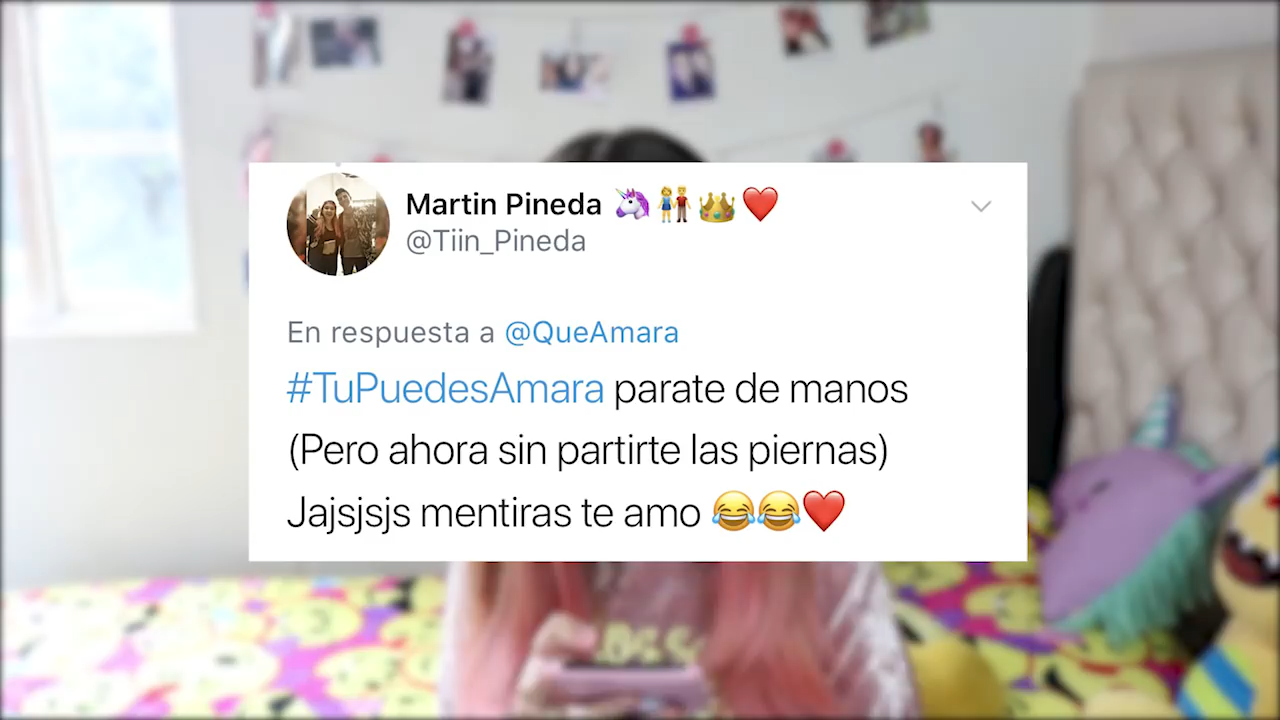 Martin Pineda 🦄👫👑❤️
@Tiin_Pineda
En respuesta a @QueAmara
#TuPuedesAmara parate de manos
(Pero ahora sin partirte las piernas)
Jajsjsjs mentiras te amo 😂😂❤️